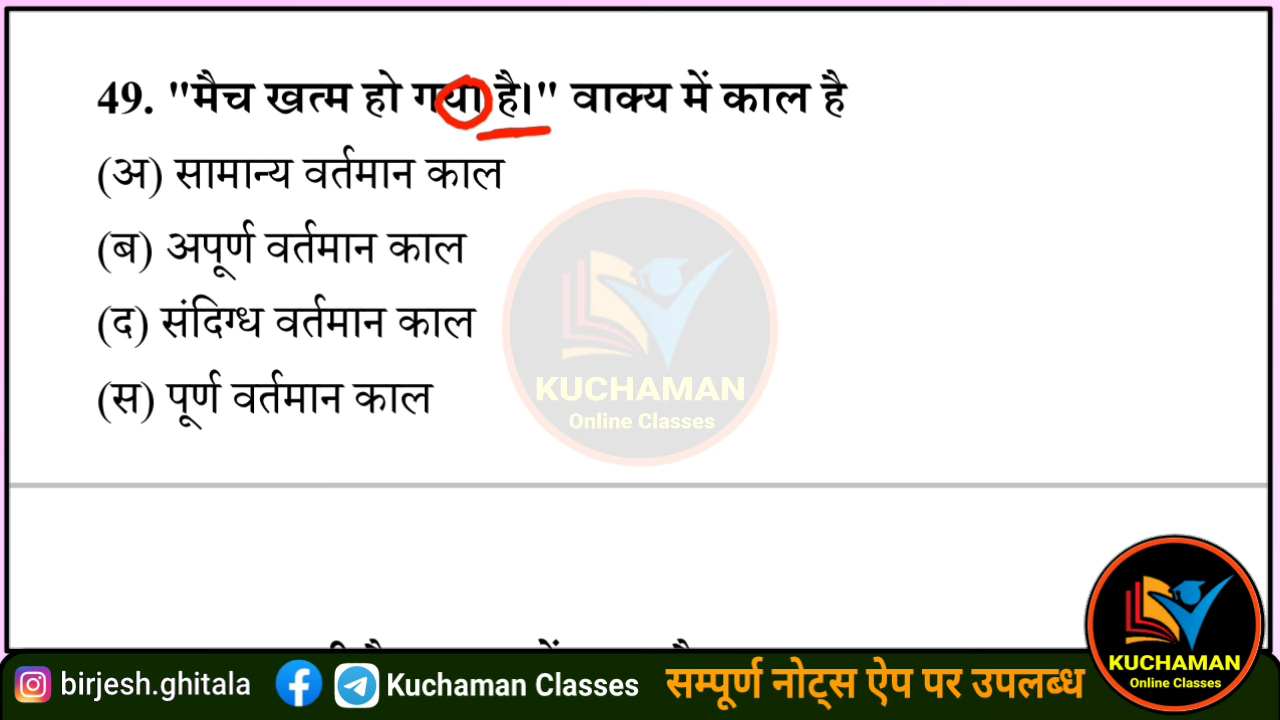 49. "मैच खत्म हो गया है।" वाक्य में काल है
(अ) सामान्य वर्तमान काल
(ब) अपूर्ण वर्तमान काल
(द) संदिग्ध वर्तमान काल
(स) पूर्ण वर्तमान काल
KUCHAMAN
Online Classes
birjesh.ghitala
Kuchaman Classes
सम्पूर्ण नोट्स ऐप पर उपलब्ध
KUCHAMAN
Online Classes